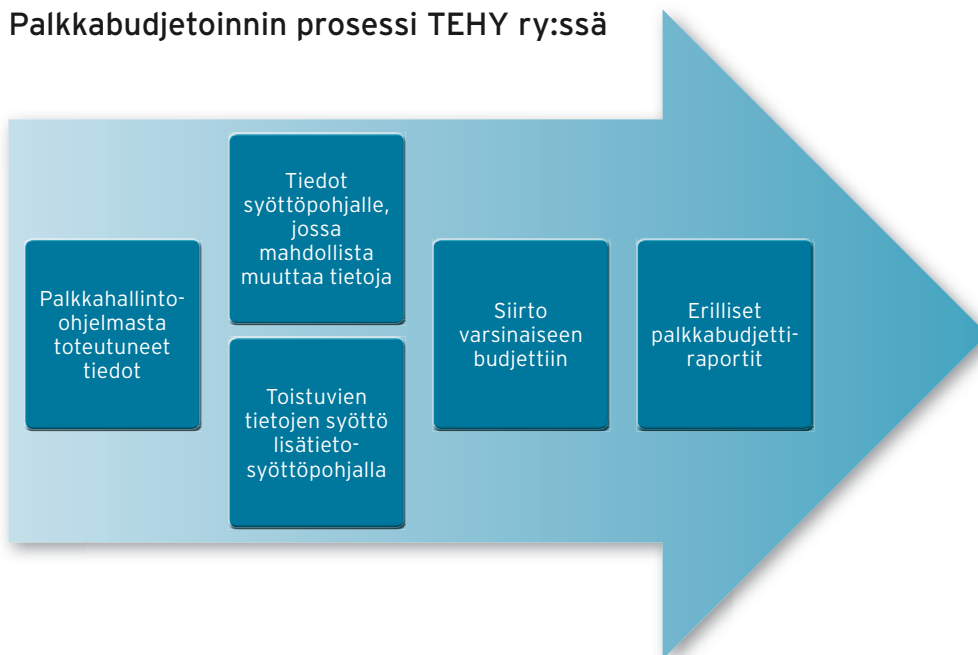 Palkkabudjetoinnin prosessi TEHY ry:ssä
Palkkahallinto-
ohjelmasta
toteutuneet
tiedot
Tiedot
syöttöpohjalle,
jossa
mahdollista
muuttaa tietoja
Toistuvien
tietojen syöttö
lisätieto-
syöttöpohjalla
Siirto
varsinaiseen
budjettiin
Erilliset
palkkabudjetti-
raportit